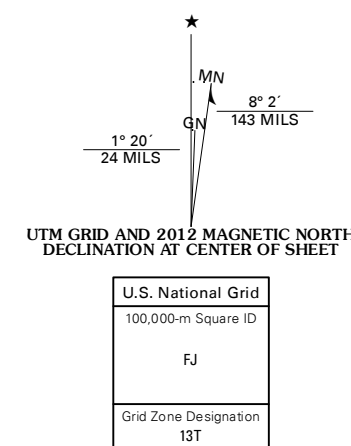 ★
MN
GN
8° 2´
143 MILS
1° 20´
24 MILS
UTM GRID AND 2012 MAGNETIC NORTH
DECLINATION AT CENTER OF SHEET
U.S. National Grid
100,000-m Square ID
FJ
Grid Zone Designation
13T